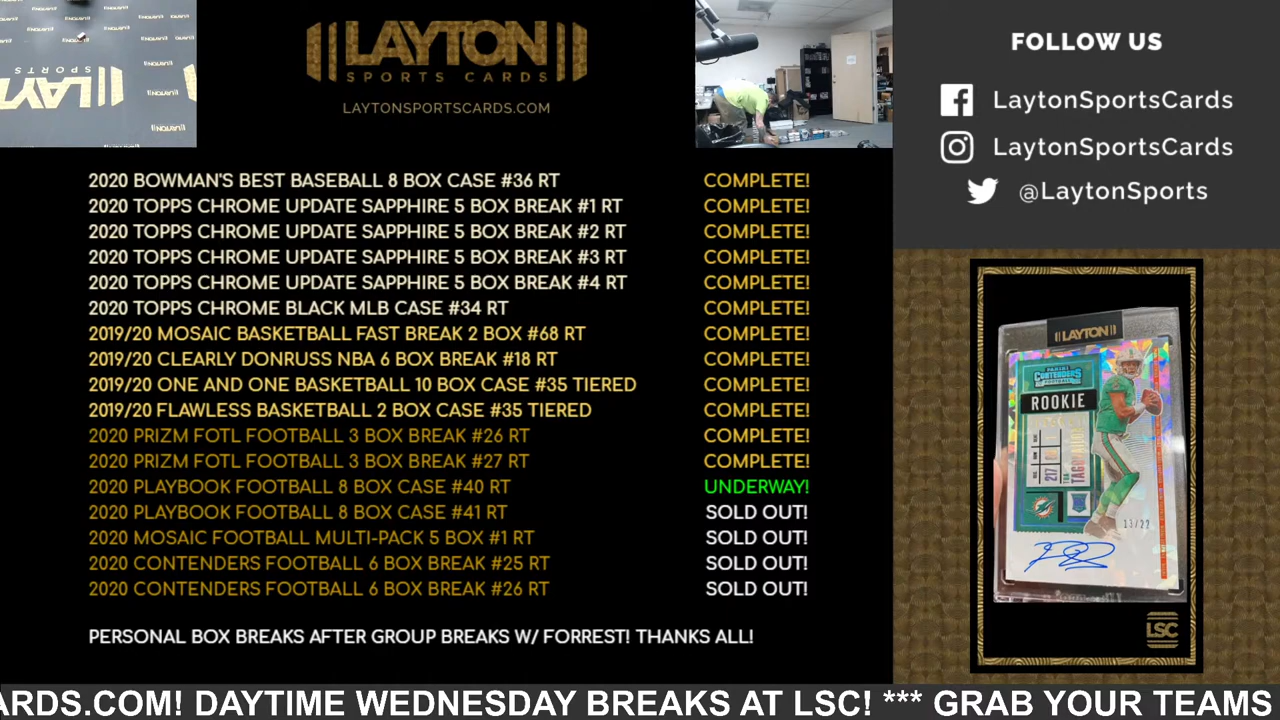 LAYTON
SPORTS CARDS
LAYTONSPORTSCARDS.COM
FOLLOW US
LaytonSportsCards
LaytonSportsCards
@LaytonSports
2020 BOWMAN'S BEST BASEBALL 8 BOX CASE #36 RT COMPLETE!
2020 TOPPS CHROME UPDATE SAPPHIRE 5 BOX BREAK #1 RT COMPLETE!
2020 TOPPS CHROME UPDATE SAPPHIRE 5 BOX BREAK #2 RT COMPLETE!
2020 TOPPS CHROME UPDATE SAPPHIRE 5 BOX BREAK #3 RT COMPLETE!
2020 TOPPS CHROME UPDATE SAPPHIRE 5 BOX BREAK #4 RT COMPLETE!
2020 TOPPS CHROME BLACK MLB CASE #34 RT COMPLETE!
2019/20 MOSAIC BASKETBALL FAST BREAK 2 BOX #68 RT COMPLETE!
2019/20 CLEARLY DONRUSS NBA 6 BOX BREAK #18 RT COMPLETE!
2019/20 ONE AND ONE BASKETBALL 10 BOX CASE #35 TIERED COMPLETE!
2019/20 FLAWLESS BASKETBALL 2 BOX CASE #35 TIERED COMPLETE!
2020 PRIZM FOTL FOOTBALL 3 BOX BREAK #26 RT COMPLETE!
2020 PRIZM FOTL FOOTBALL 3 BOX BREAK #27 RT COMPLETE!
2020 PLAYBOOK FOOTBALL 8 BOX CASE #40 RT UNDERWAY!
2020 PLAYBOOK FOOTBALL 8 BOX CASE #41 RT SOLD OUT!
2020 MOSAIC FOOTBALL MULTI-PACK 5 BOX #1 RT SOLD OUT!
2020 CONTENDERS FOOTBALL 6 BOX BREAK #25 RT SOLD OUT!
2020 CONTENDERS FOOTBALL 6 BOX BREAK #26 RT SOLD OUT!
PERSONAL BOX BREAKS AFTER GROUP BREAKS W/ FORREST! THANKS ALL!
LAYTON
PANINI
CONTENDERS
FOOTBALL
ROOKIE
217
TUA
TAGOVAILOA
13/22
LSC
ARDS.COM! DAYTIME WEDNESDAY BREAKS AT LSC! *** GRAB YOUR TEAMS